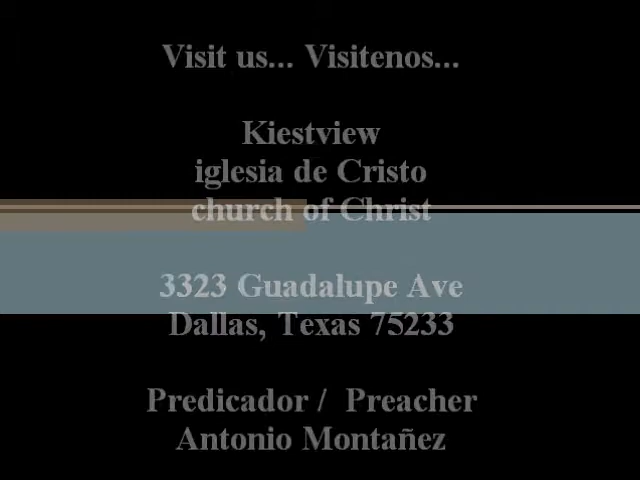 Visit us... Visitenos...
Kiestview
iglesia de Cristo
church of Christ
3323 Guadalupe Ave
Dallas, Texas 75233
Predicador / Preacher
Antonio Montañez